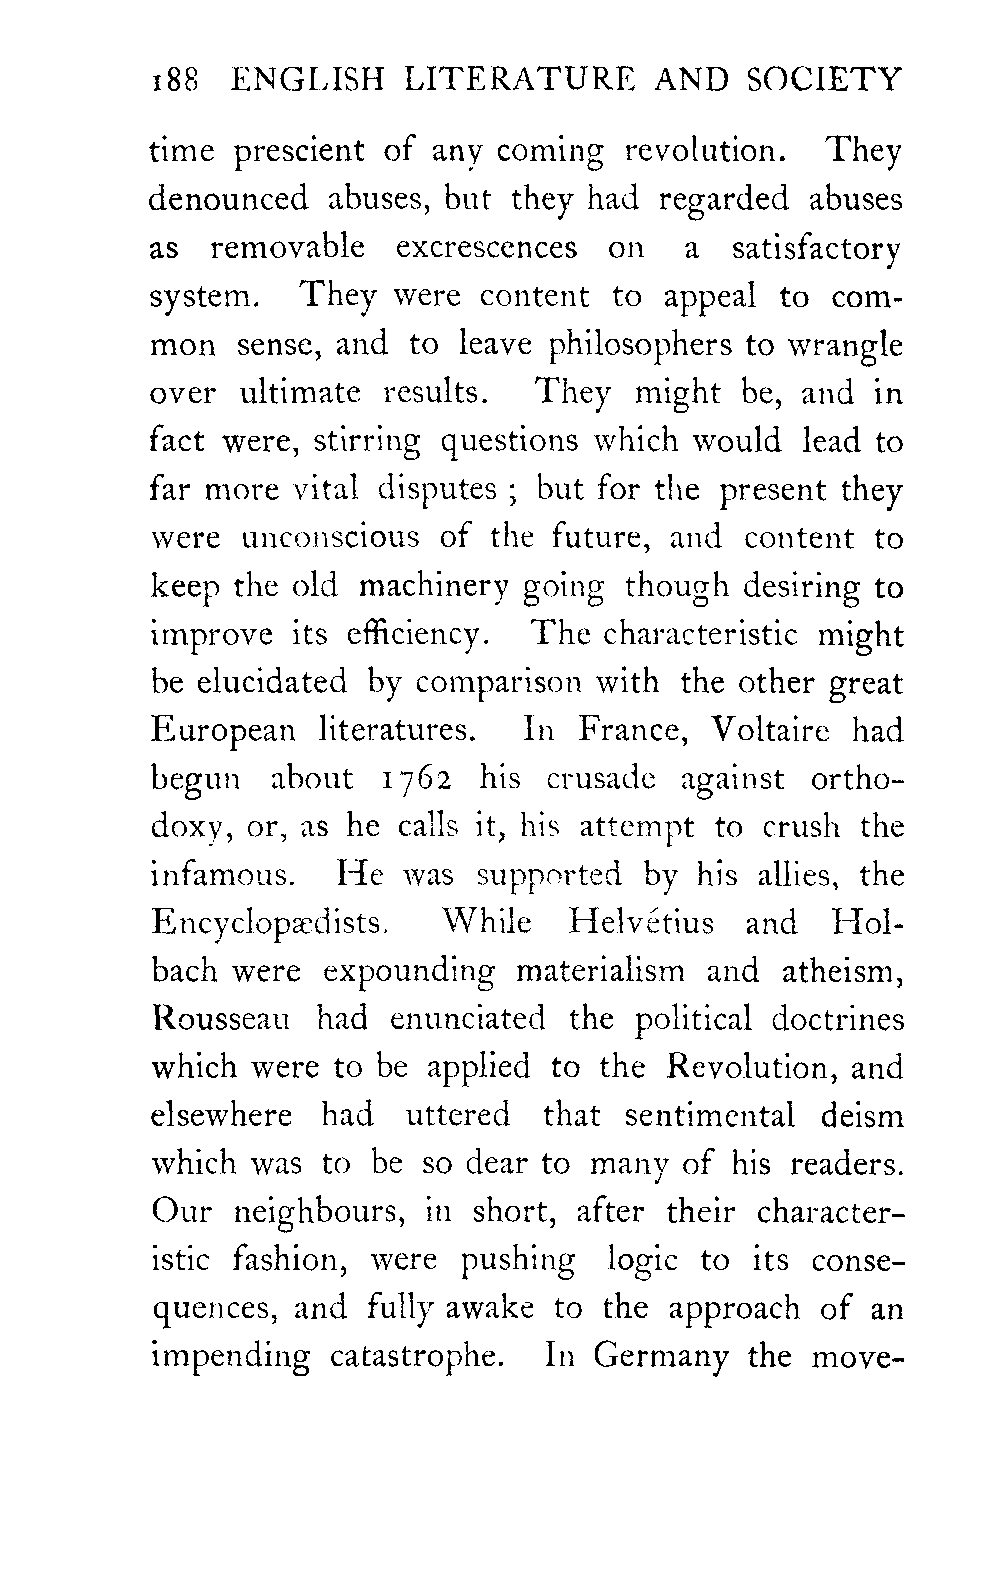 188 ENGLISH LITERATURE AND SOCIETY
time prescient of any coming revolution. They
denounced abuses, but they had regarded abuses
as removable excrescences on a satisfactory
system. They were content to appeal to com-
mon sense, and to leave philosophers to wrangle
over ultimate results. They might be, and in
fact were, stirring questions which would lead to
far more vital disputes ; but for the present they
were unconscious of the future, and content to
keep the old machinery going though desiring to
improve its efficiency. The characteristic might
be elucidated by comparison with the other great
European literatures. In France, Voltaire had
begun about 1762 his crusade against ortho-
doxy, or, as he calls it, his attempt to crush the
infamous. He was supported by his allies, the
Encyclopædists. While Helvétius and Hol-
bach were expounding materialism and atheism,
Rousseau had enunciated the political doctrines
which were to be applied to the Revolution, and
elsewhere had uttered that sentimental deism
which was to be so dear to many of his readers.
Our neighbours, in short, after their character-
istic fashion, were pushing logic to its conse-
quences, and fully awake to the approach of an
impending catastrophe. In Germany the move-